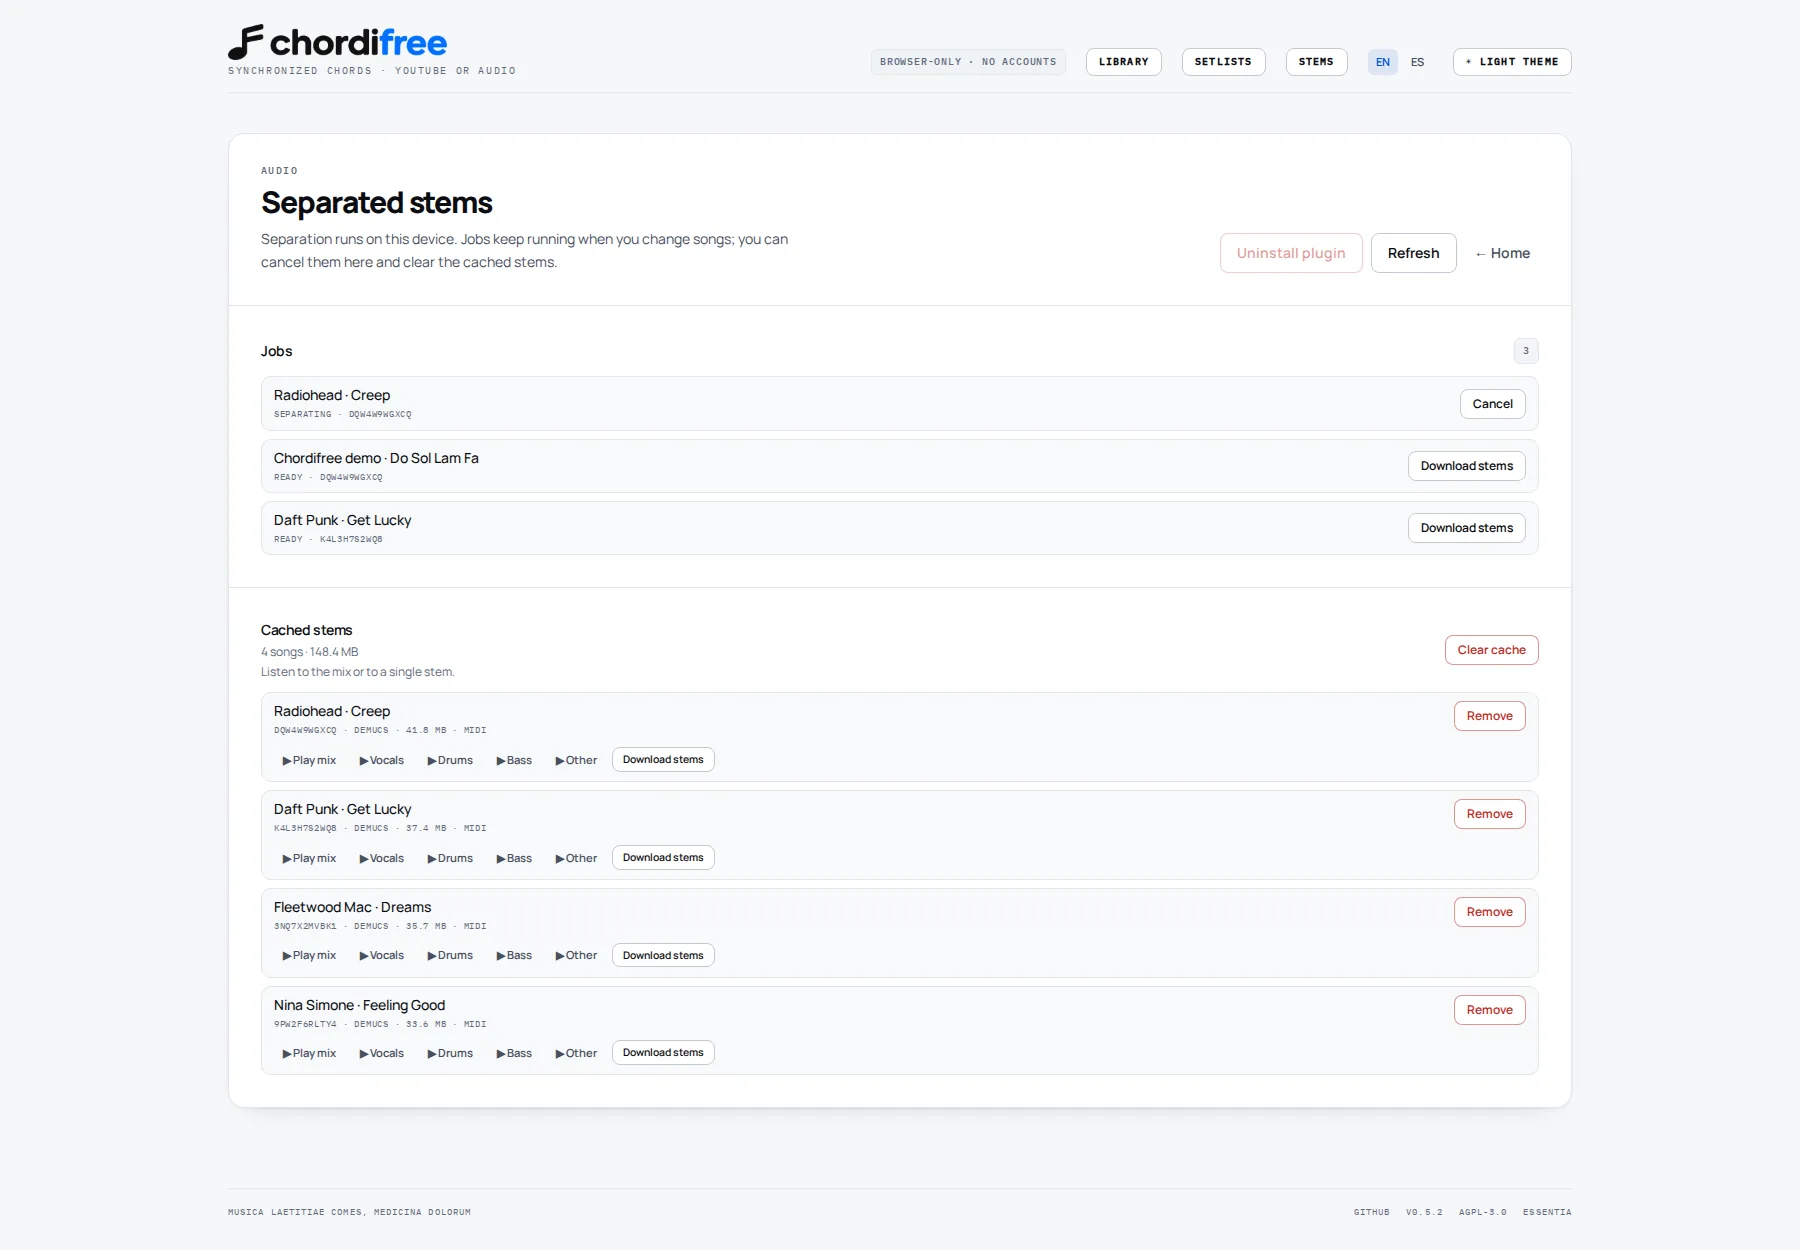 chordifree
SYNCHRONIZED CHORDS · YOUTUBE OR AUDIO
BROWSER-ONLY · NO ACCOUNTS
LIBRARY
SETLISTS
STEMS
EN
ES
☀ LIGHT THEME
AUDIO
Separated stems
Separation runs on this device. Jobs keep running when you change songs; you can
cancel them here and clear the cached stems.
Uninstall plugin
Refresh
← Home
Jobs
3
Radiohead · Creep
SEPARATING · DQW4W9WGXCQ
Cancel
Chordifree demo · Do Sol Lam Fa
READY · DQW4W9WGXCQ
Download stems
Daft Punk · Get Lucky
READY · K4L3H7S2WQ8
Download stems
Cached stems
4 songs · 148.4 MB
Listen to the mix or to a single stem.
Clear cache
Radiohead · Creep
DQW4W9WGXCQ · DEMUCS · 41.8 MB · MIDI
Remove
▶ Play mix ▶ Vocals ▶ Drums ▶ Bass ▶ Other Download stems
Daft Punk · Get Lucky
K4L3H7S2WQ8 · DEMUCS · 37.4 MB · MIDI
Remove
▶ Play mix ▶ Vocals ▶ Drums ▶ Bass ▶ Other Download stems
Fleetwood Mac · Dreams
3NQ7X2MVBK1 · DEMUCS · 35.7 MB · MIDI
Remove
▶ Play mix ▶ Vocals ▶ Drums ▶ Bass ▶ Other Download stems
Nina Simone · Feeling Good
9PW2F6RLTY4 · DEMUCS · 33.6 MB · MIDI
Remove
▶ Play mix ▶ Vocals ▶ Drums ▶ Bass ▶ Other Download stems
MUSICA LAETITIAE COMES, MEDICINA DOLORUM
GITHUB V0.5.2 AGPL-3.0 ESSENTIA